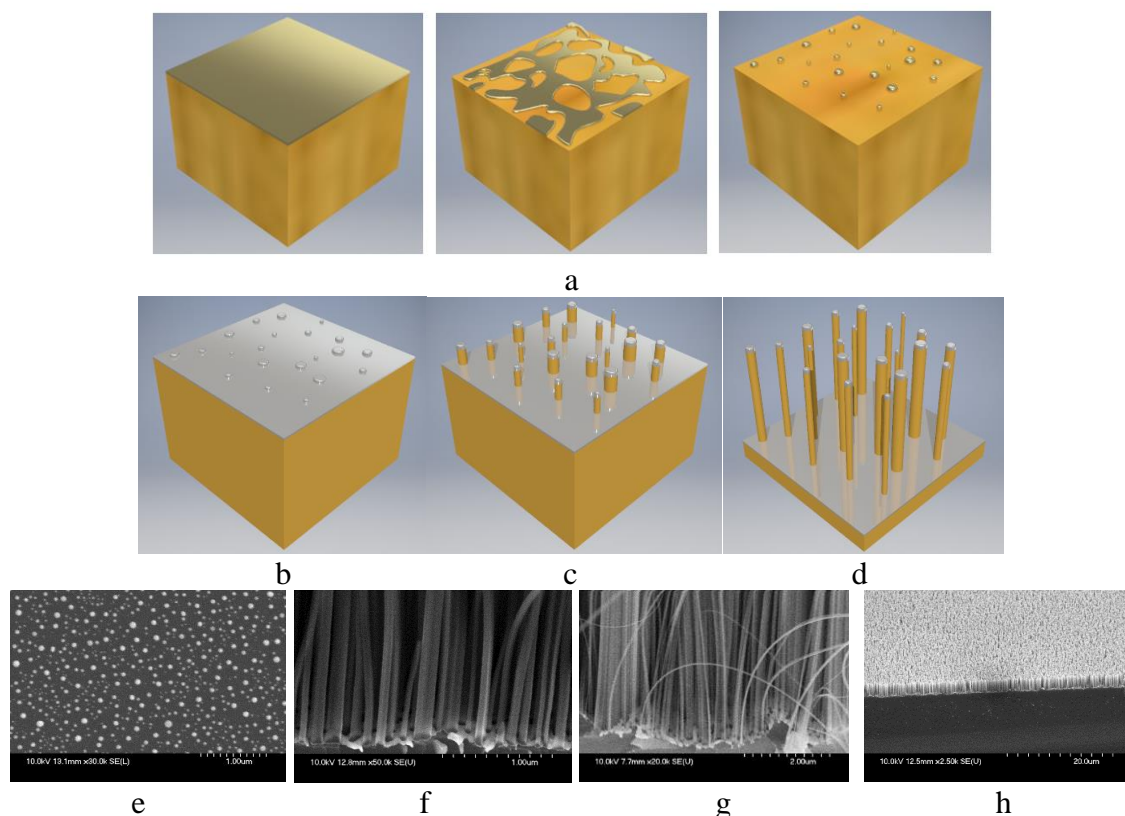 a
b c d
10.0kV 13.1mm x30.0k SE(L) 1.00um
10.0kV 12.8mm x50.0k SE(U) 1.00um
10.0kV 7.7mm x20.0k SE(U) 2.00um
10.0kV 12.5mm x2.50k SE(U) 20.0um
e f g h